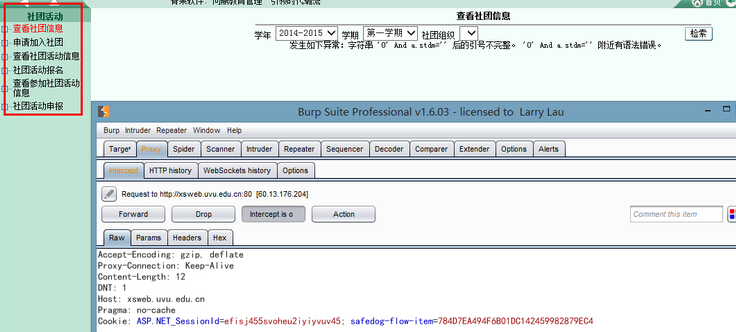 社团活动
查看社团信息
申请加入社团
查看社团活动信息
社团活动报名
查看参加社团活动
信息
社团活动申报
首页
查看社团信息
学年 2014-2015 学期 第一学期 社团组织 检索
发生如下异常：字符串 '0' And a.stdm='' 后的引号不完整。 '0' And a.stdm='' 附近有语法错误。
Burp Suite Professional v1.6.03 - licensed to Larry Lau
Burp Intruder Repeater Window Help
Targe* Proxy Spider Scanner Intruder Repeater Sequencer Decoder Comparer Extender Options Alerts
Intercept HTTP history WebSockets history Options
Request to http://xsweb.uvu.edu.cn:80 [60.13.176.204]
Forward Drop Intercept is o Action Comment this item
Raw Params Headers Hex
Accept-Encoding: gzip, deflate
Proxy-Connection: Keep-Alive
Content-Length: 12
DNT: 1
Host: xsweb.uvu.edu.cn
Pragma: no-cache
Cookie: ASP.NET_SessionId=efisj455svoheu2iyiyvuv45; safedog-flow-item=784D7EA494F6B01DC142459982879EC4